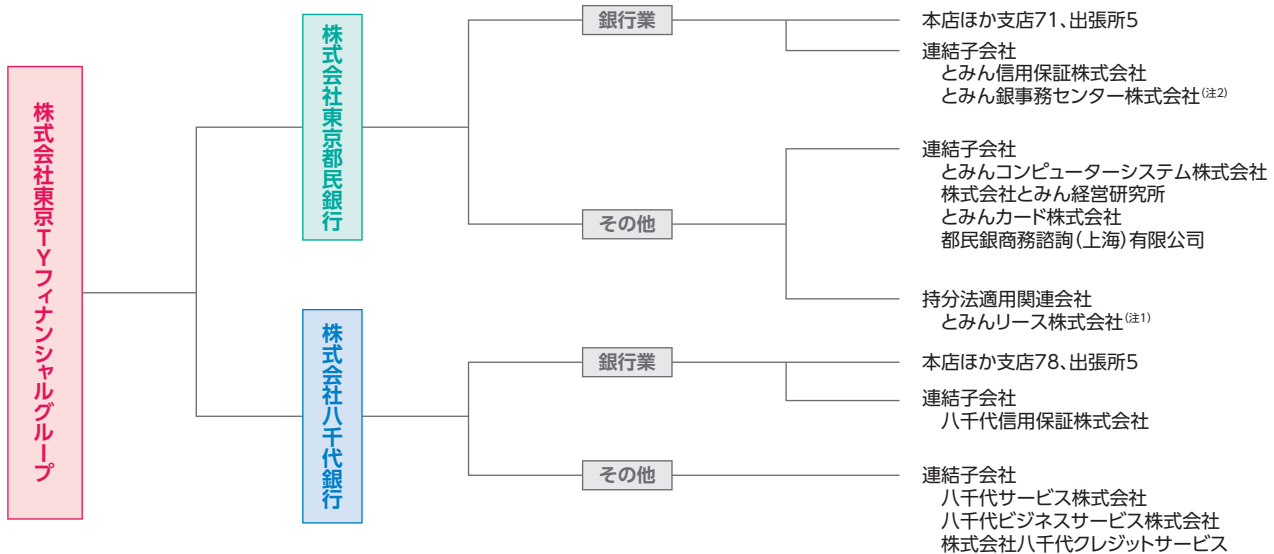 株式会社東京TYフィナンシャルグループ
株式会社東京都民銀行
銀行業
本店ほか支店71、出張所5
連結子会社
とみん信用保証株式会社
とみん銀事務センター株式会社(注2)
その他
連結子会社
とみんコンピューターシステム株式会社
株式会社とみん経営研究所
とみんカード株式会社
都民銀商務諮詢(上海)有限公司
持分法適用関連会社
とみんリース株式会社(注1)
株式会社八千代銀行
銀行業
本店ほか支店78、出張所5
連結子会社
八千代信用保証株式会社
その他
連結子会社
八千代サービス株式会社
八千代ビジネスサービス株式会社
株式会社八千代クレジットサービス